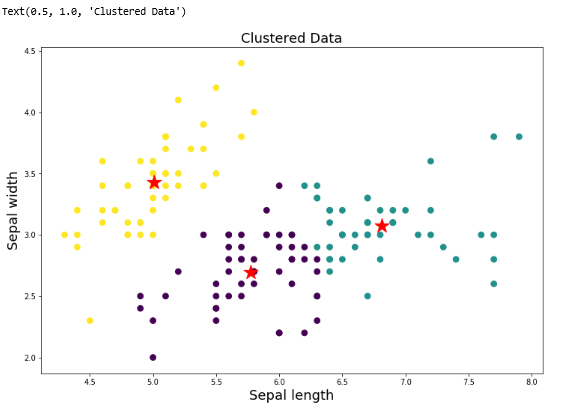 Text(0.5, 1.0, 'Clustered Data')
Clustered Data
4.5
4.0
3.5
3.0
2.5
2.0
Sepal width
4.5 5.0 5.5 6.0 6.5 7.0 7.5 8.0
Sepal length